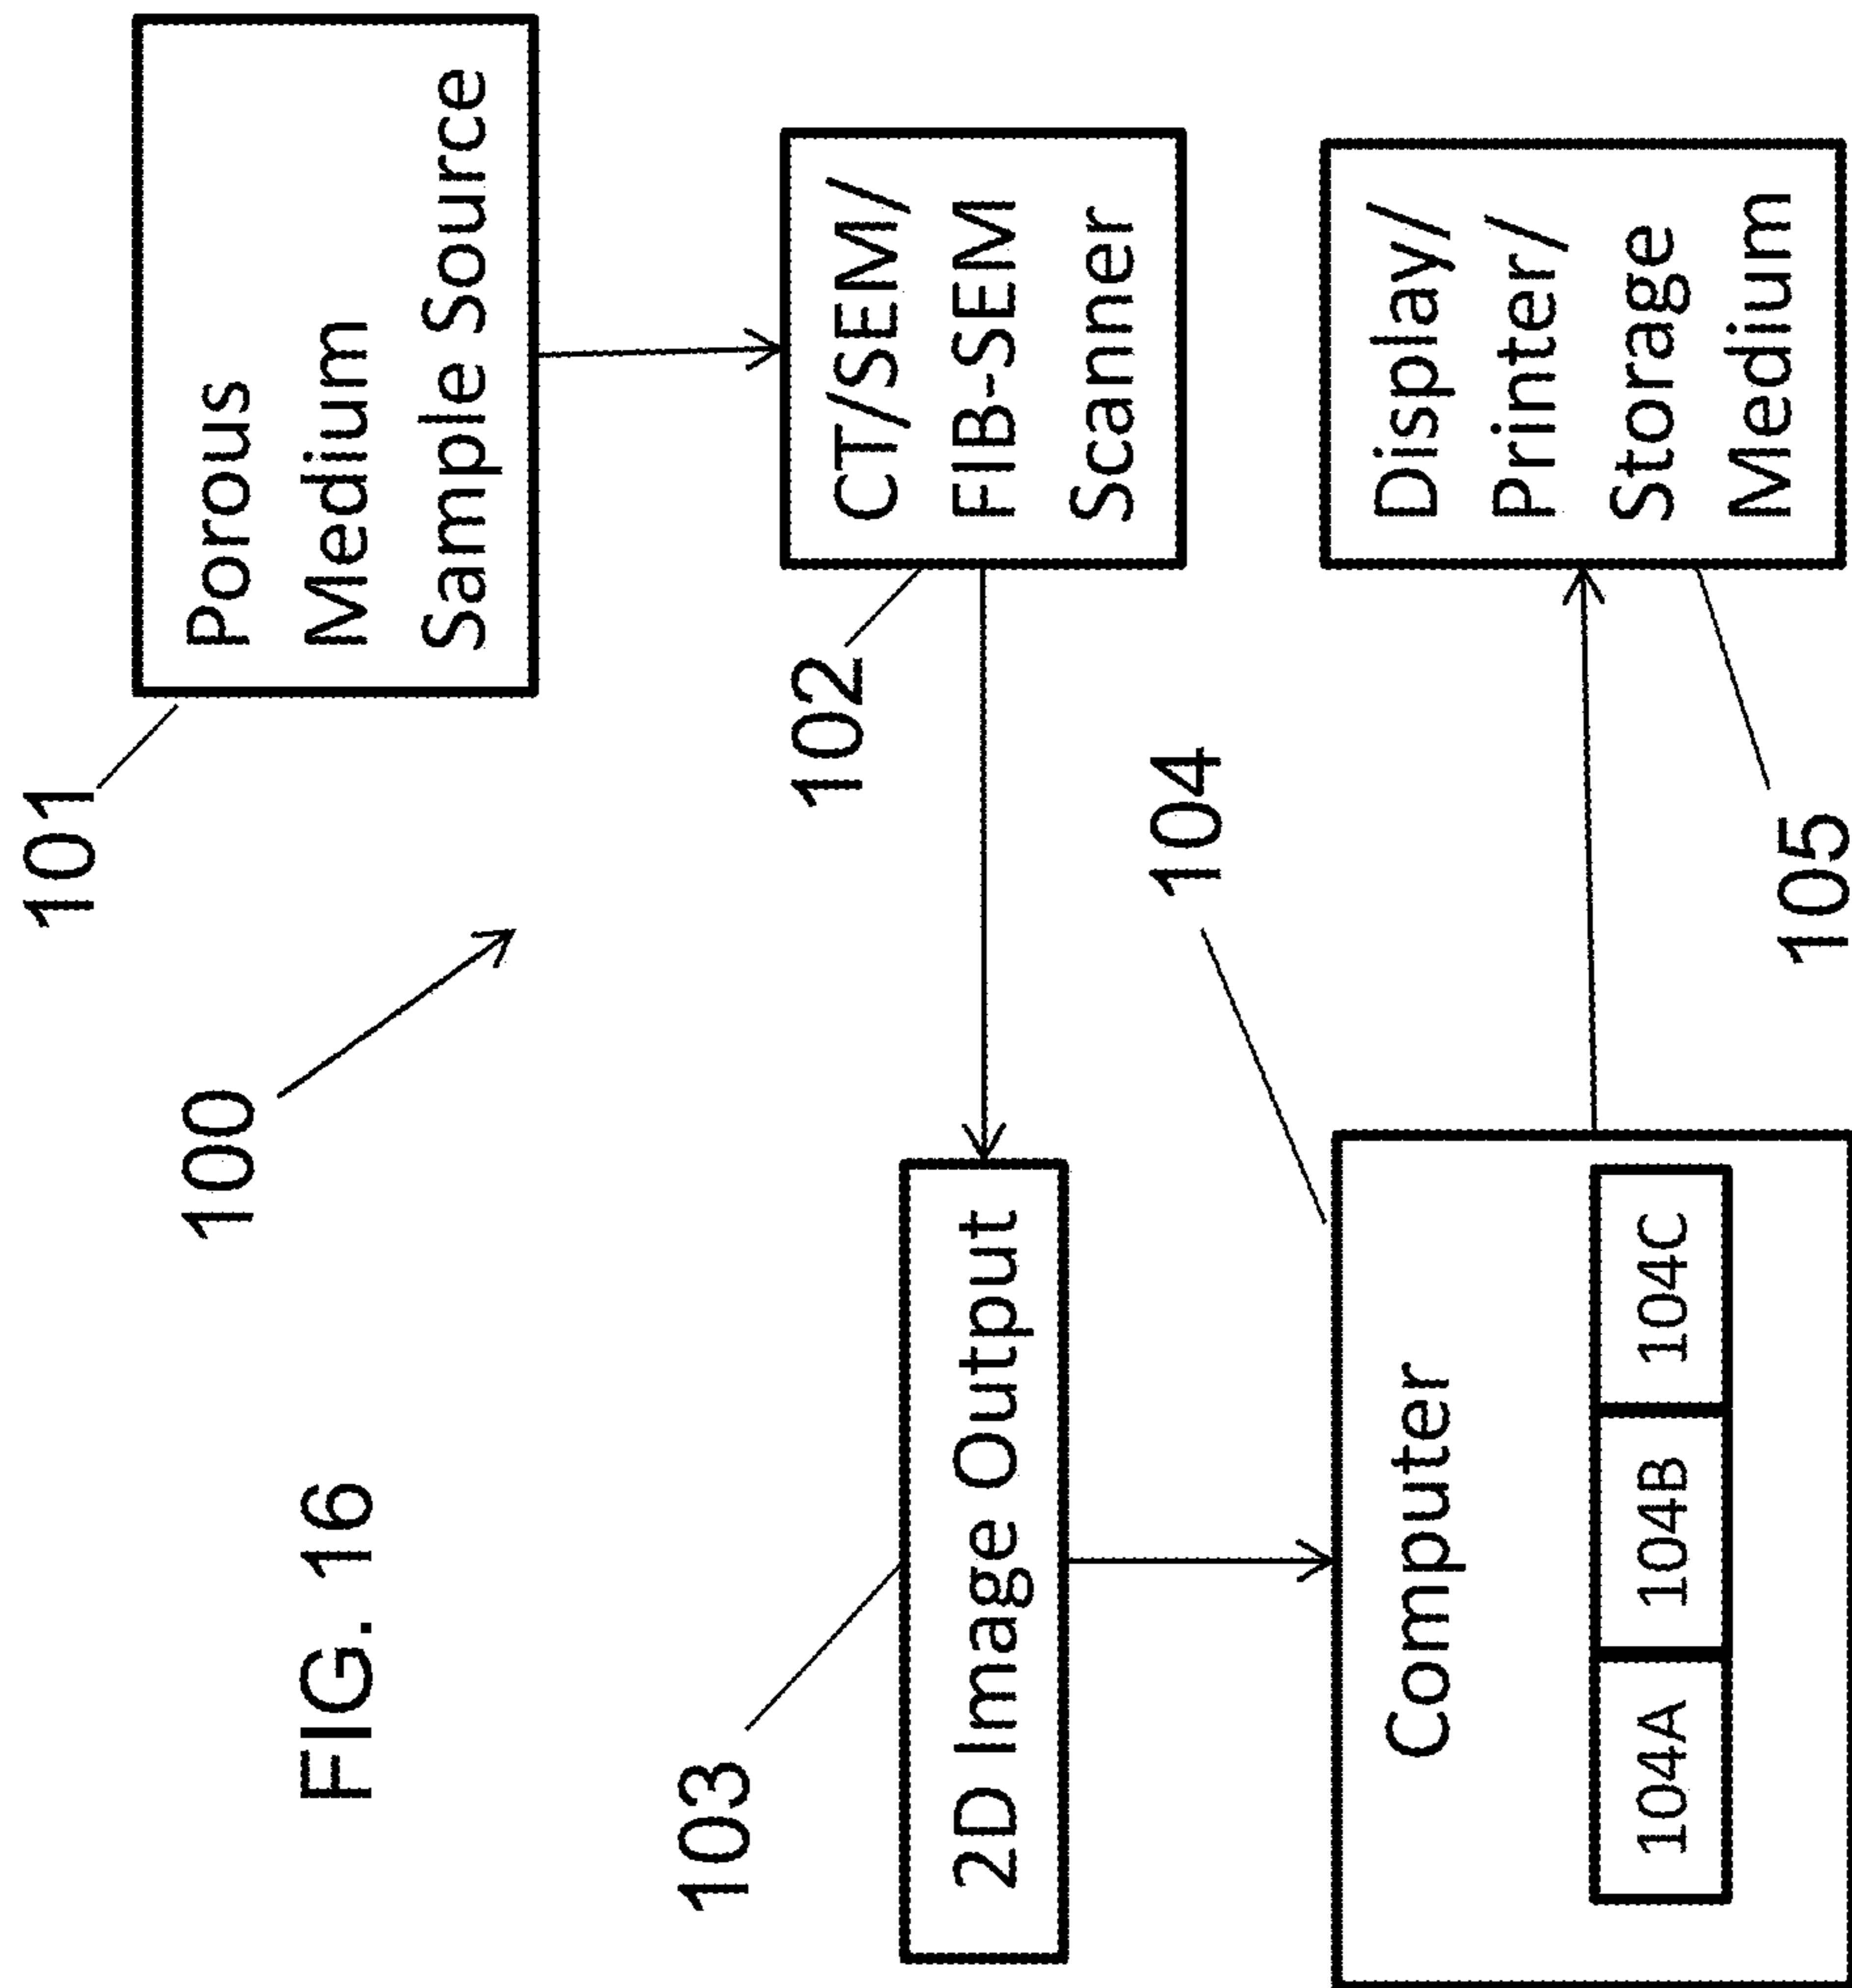 FIG. 16
100
101
Porous
Medium
Sample Source
102
CT/SEM/
FIB-SEM
Scanner
103
2D Image Output
104
Computer
104A
104B
104C
105
Display/
Printer/
Storage
Medium